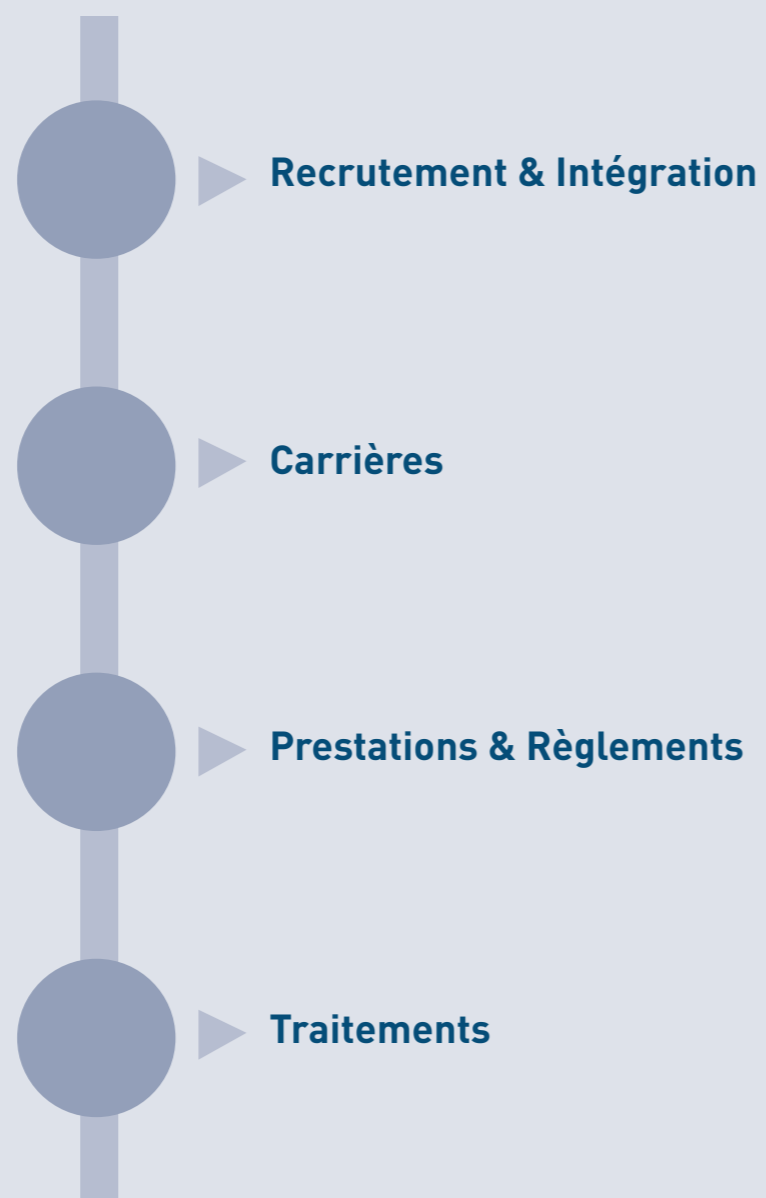 Recrutement & Intégration
Carrières
Prestations & Règlements
Traitements